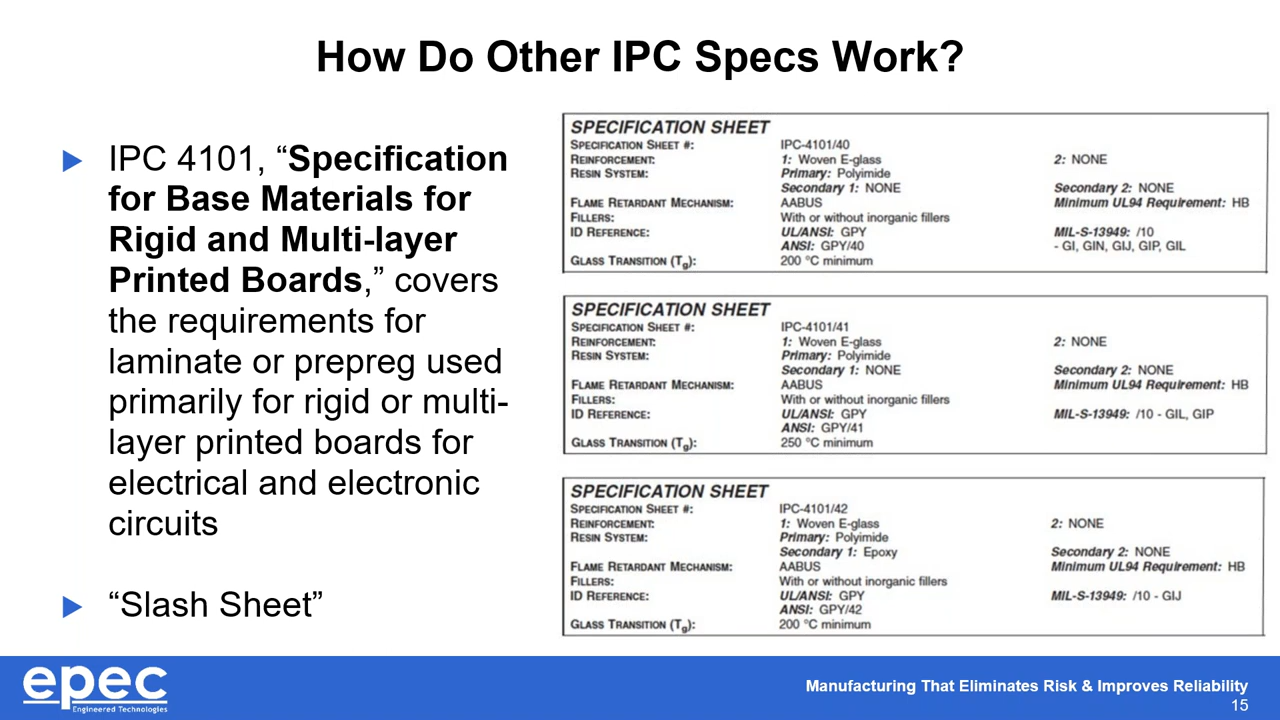 How Do Other IPC Specs Work?
IPC 4101, “Specification
for Base Materials for
Rigid and Multi-layer
Printed Boards,” covers
the requirements for
laminate or prepreg used
primarily for rigid or multi-
layer printed boards for
electrical and electronic
circuits
“Slash Sheet”
SPECIFICATION SHEET
SPECIFICATION SHEET #: IPC-4101/40
REINFORCEMENT: 1: Woven E-glass 2: NONE
RESIN SYSTEM: Primary: Polyimide
Secondary 1: NONE Secondary 2: NONE
FLAME RETARDANT MECHANISM: AABUS Minimum UL94 Requirement: HB
FILLERS: With or without inorganic fillers
ID REFERENCE: UL/ANSI: GPY MIL-S-13949: /10
ANSI: GPY/40 - GI, GIN, GIJ, GIP, GIL
GLASS TRANSITION (Tg): 200 °C minimum
SPECIFICATION SHEET
SPECIFICATION SHEET #: IPC-4101/41
REINFORCEMENT: 1: Woven E-glass 2: NONE
RESIN SYSTEM: Primary: Polyimide
Secondary 1: NONE Secondary 2: NONE
FLAME RETARDANT MECHANISM: AABUS Minimum UL94 Requirement: HB
FILLERS: With or without inorganic fillers
ID REFERENCE: UL/ANSI: GPY MIL-S-13949: /10 - GIL, GIP
ANSI: GPY/41
GLASS TRANSITION (Tg): 250 °C minimum
SPECIFICATION SHEET
SPECIFICATION SHEET #: IPC-4101/42
REINFORCEMENT: 1: Woven E-glass 2: NONE
RESIN SYSTEM: Primary: Polyimide
Secondary 1: Epoxy Secondary 2: NONE
FLAME RETARDANT MECHANISM: AABUS Minimum UL94 Requirement: HB
FILLERS: With or without inorganic fillers
ID REFERENCE: UL/ANSI: GPY MIL-S-13949: /10 - GIJ
ANSI: GPY/42
GLASS TRANSITION (Tg): 200 °C minimum
epec
Engineered Technologies
Manufacturing That Eliminates Risk & Improves Reliability
15